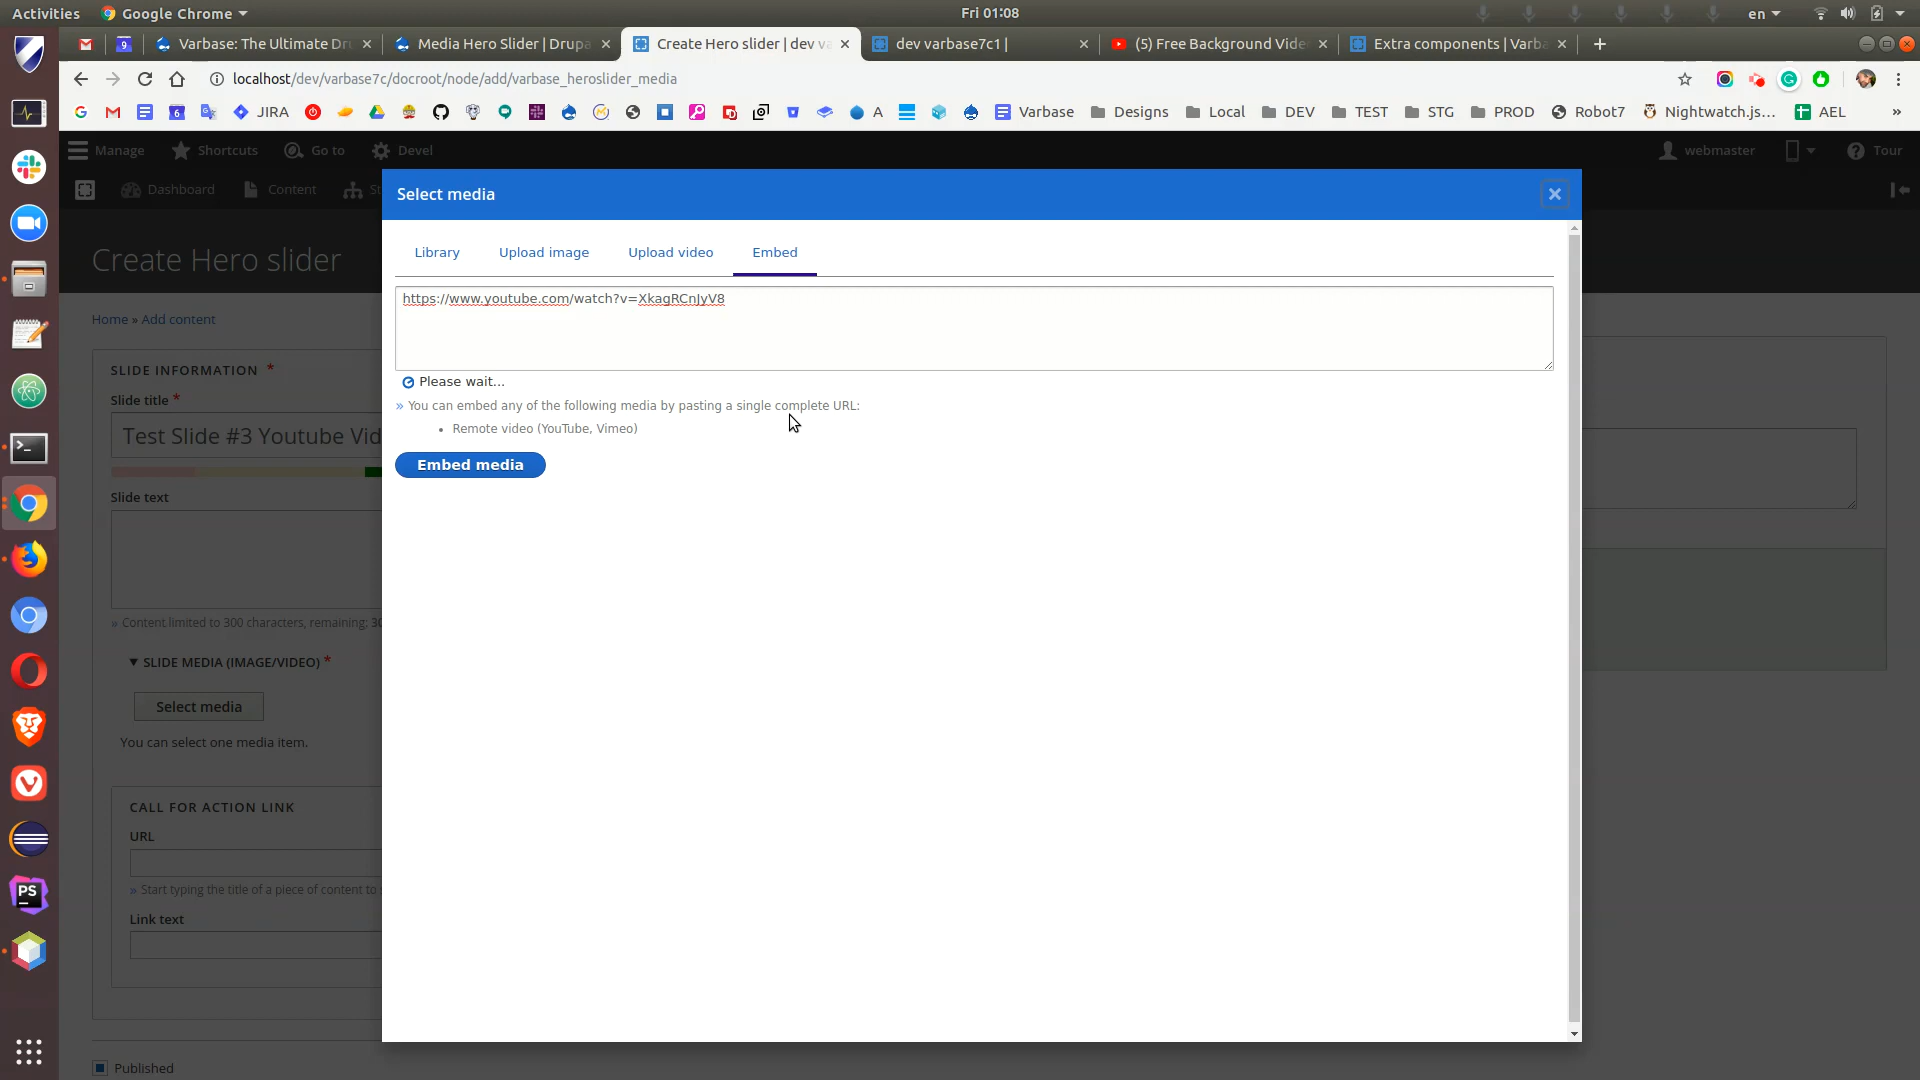 Activities
Google Chrome
Fri 01:08
en
Varbase: The Ultimate Dr
Media Hero Slider | Drupa
Create Hero slider | dev va
dev varbase7c1 |
(5) Free Background Vide
Extra components | Varba
localhost/dev/varbase7c/docroot/node/add/varbase_heroslider_media
JIRA
A
Varbase
Designs
Local
DEV
TEST
STG
PROD
Robot7
Nightwatch.js...
AEL
»
Manage
Shortcuts
Go to
Devel
webmaster
Tour
Dashboard
Content
St
Select media
Create Hero slider
Library
Upload image
Upload video
Embed
https://www.youtube.com/watch?v=XkagRCnJyV8
Home » Add content
SLIDE INFORMATION *
Please wait...
Slide title *
» You can embed any of the following media by pasting a single complete URL:
Test Slide #3 Youtube Vid
• Remote video (YouTube, Vimeo)
Embed media
Slide text
» Content limited to 300 characters, remaining: 30
SLIDE MEDIA (IMAGE/VIDEO) *
Select media
You can select one media item.
CALL FOR ACTION LINK
URL
» Start typing the title of a piece of content to
Link text
Published